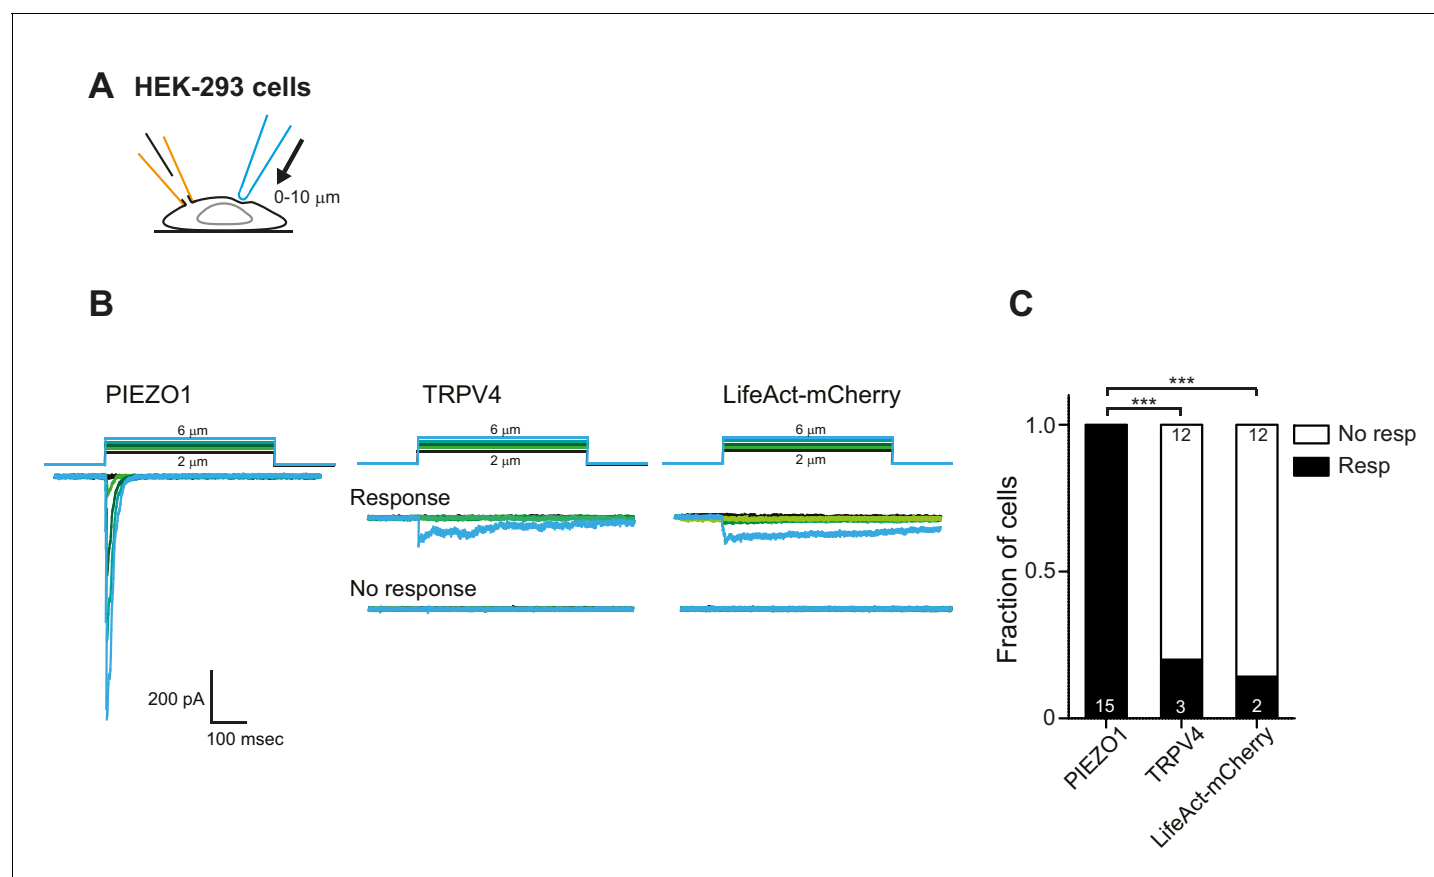 A HEK-293 cells
0-10 μm
B
C
PIEZO1
TRPV4
LifeAct-mCherry
6 μm
2 μm
6 μm
2 μm
6 μm
2 μm
Response
No response
200 pA
100 msec
***
***
No resp
Resp
Fraction of cells
1.0
0.5
0
12
12
15
3
2
PIEZO1
TRPV4
LifeAct-mCherry